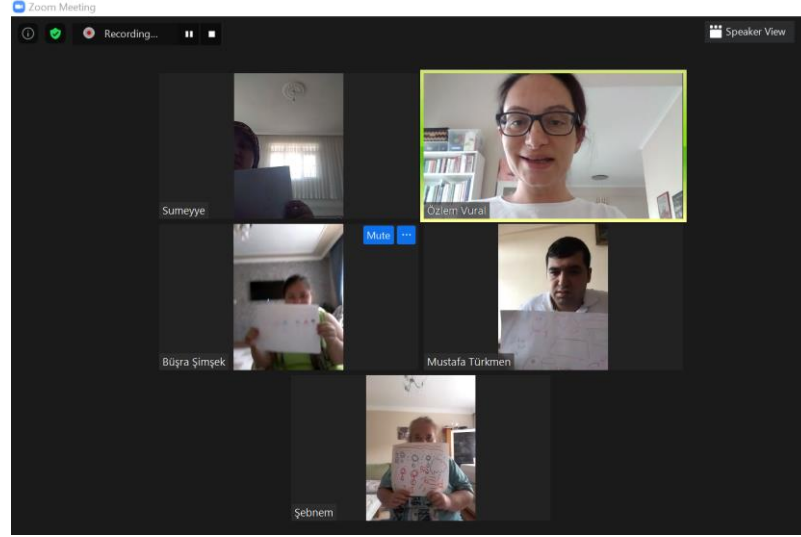 Zoom Meeting
Recording...
Speaker View
Sumeyye
Özlem Vural
Mute
Büşra Şimşek
Mustafa Türkmen
Şebnem